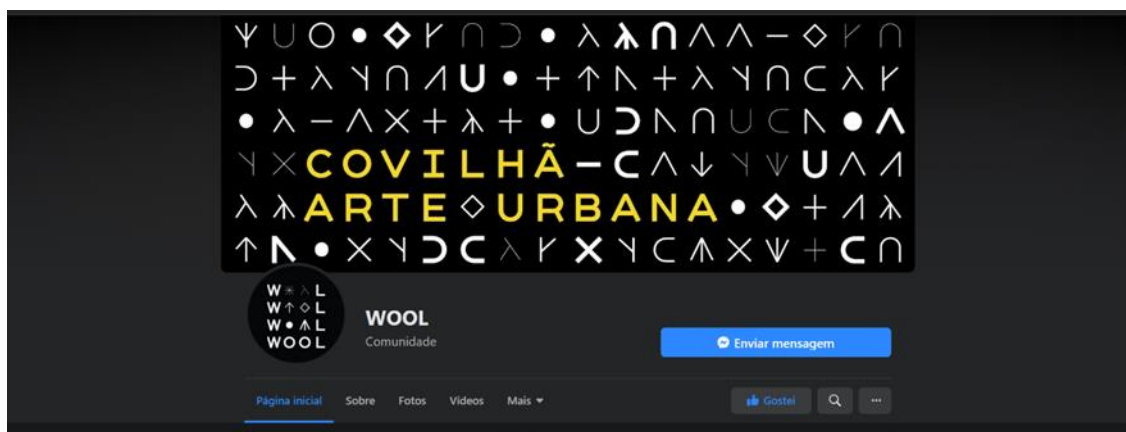 COVILHÃ
ARTE URBANA
W L
W L
W L
WOOL
WOOL
Comunidade
Enviar mensagem
Página inicial Sobre Fotos Vídeos Mais
Gostei